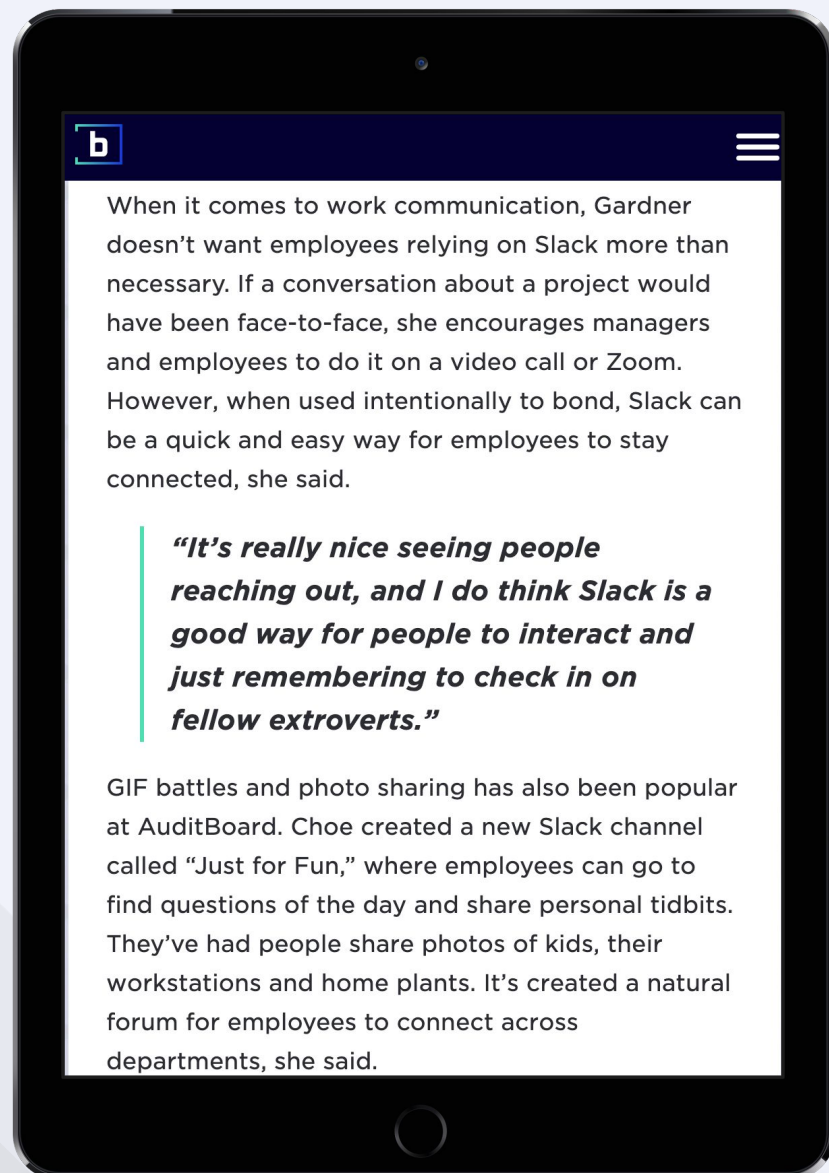 b
When it comes to work communication, Gardner
doesn’t want employees relying on Slack more than
necessary. If a conversation about a project would
have been face-to-face, she encourages managers
and employees to do it on a video call or Zoom.
However, when used intentionally to bond, Slack can
be a quick and easy way for employees to stay
connected, she said.
“It’s really nice seeing people
reaching out, and I do think Slack is a
good way for people to interact and
just remembering to check in on
fellow extroverts.”
GIF battles and photo sharing has also been popular
at AuditBoard. Choe created a new Slack channel
called “Just for Fun,” where employees can go to
find questions of the day and share personal tidbits.
They’ve had people share photos of kids, their
workstations and home plants. It’s created a natural
forum for employees to connect across
departments, she said.